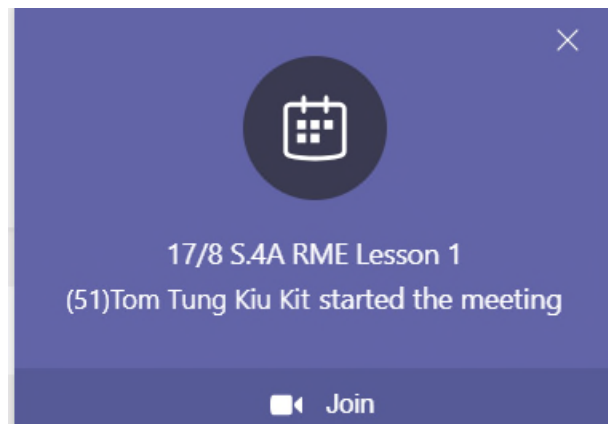 17/8 S.4A RME Lesson 1
(51)Tom Tung Kiu Kit started the meeting
Join